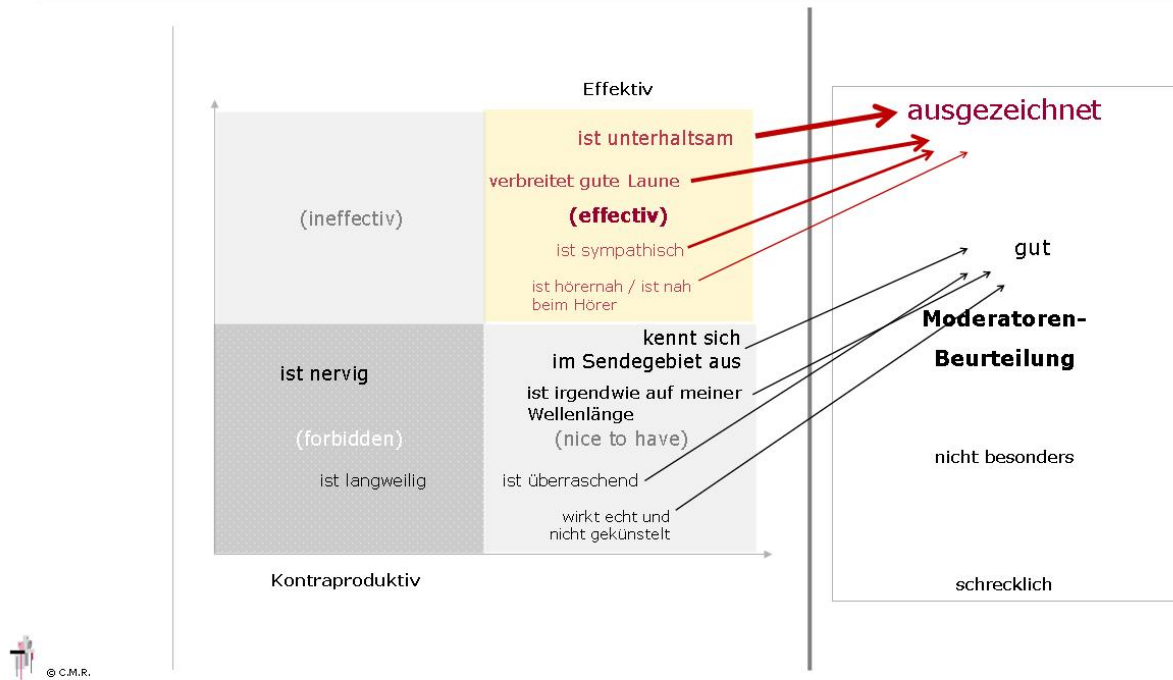 Effektiv
ist unterhaltsam
verbreitet gute Laune
(effectiv)
ist sympathisch
ist hörernah / ist nah
beim Hörer
(ineffectiv)
ist nervig
(forbidden)
ist langweilig
kennt sich
im Sendegebiet aus
ist irgendwie auf meiner
Wellenlänge
(nice to have)
ist überraschend
wirkt echt und
nicht gekünstelt
Kontraproduktiv
ausgezeichnet
gut
Moderatoren-
Beurteilung
nicht besonders
schrecklich
© C.M.R.